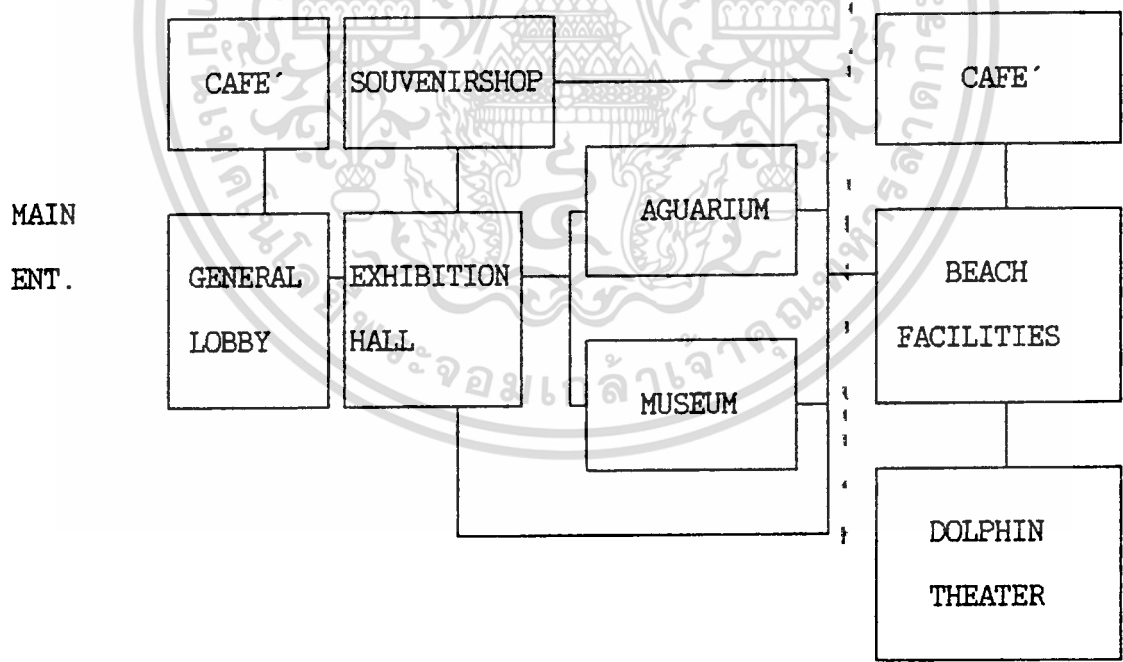 CAFE´
SOUVENIRSHOP
CAFE´
MAIN
ENT.
GENERAL
LOBBY
EXHIBITION
HALL
AGUARIUM
MUSEUM
BEACH
FACILITIES
DOLPHIN
THEATER